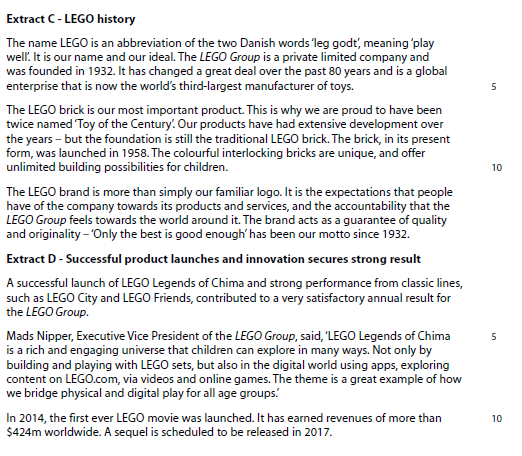 Extract C - LEGO history
The name LEGO is an abbreviation of the two Danish words ‘leg godt’, meaning ‘play
well’. It is our name and our ideal. The LEGO Group is a private limited company and
was founded in 1932. It has changed a great deal over the past 80 years and is a global
enterprise that is now the world’s third-largest manufacturer of toys. 5
The LEGO brick is our most important product. This is why we are proud to have been
twice named ‘Toy of the Century’. Our products have had extensive development over
the years – but the foundation is still the traditional LEGO brick. The brick, in its present
form, was launched in 1958. The colourful interlocking bricks are unique, and offer
unlimited building possibilities for children. 10
The LEGO brand is more than simply our familiar logo. It is the expectations that people
have of the company towards its products and services, and the accountability that the
LEGO Group feels towards the world around it. The brand acts as a guarantee of quality
and originality – ‘Only the best is good enough’ has been our motto since 1932.
Extract D - Successful product launches and innovation secures strong result
A successful launch of LEGO Legends of Chima and strong performance from classic lines,
such as LEGO City and LEGO Friends, contributed to a very satisfactory annual result for
the LEGO Group.
Mads Nipper, Executive Vice President of the LEGO Group, said, ‘LEGO Legends of Chima 5
is a rich and engaging universe that children can explore in many ways. Not only by
building and playing with LEGO sets, but also in the digital world using apps, exploring
content on LEGO.com, via videos and online games. The theme is a great example of how
we bridge physical and digital play for all age groups.’
In 2014, the first ever LEGO movie was launched. It has earned revenues of more than 10
$424m worldwide. A sequel is scheduled to be released in 2017.